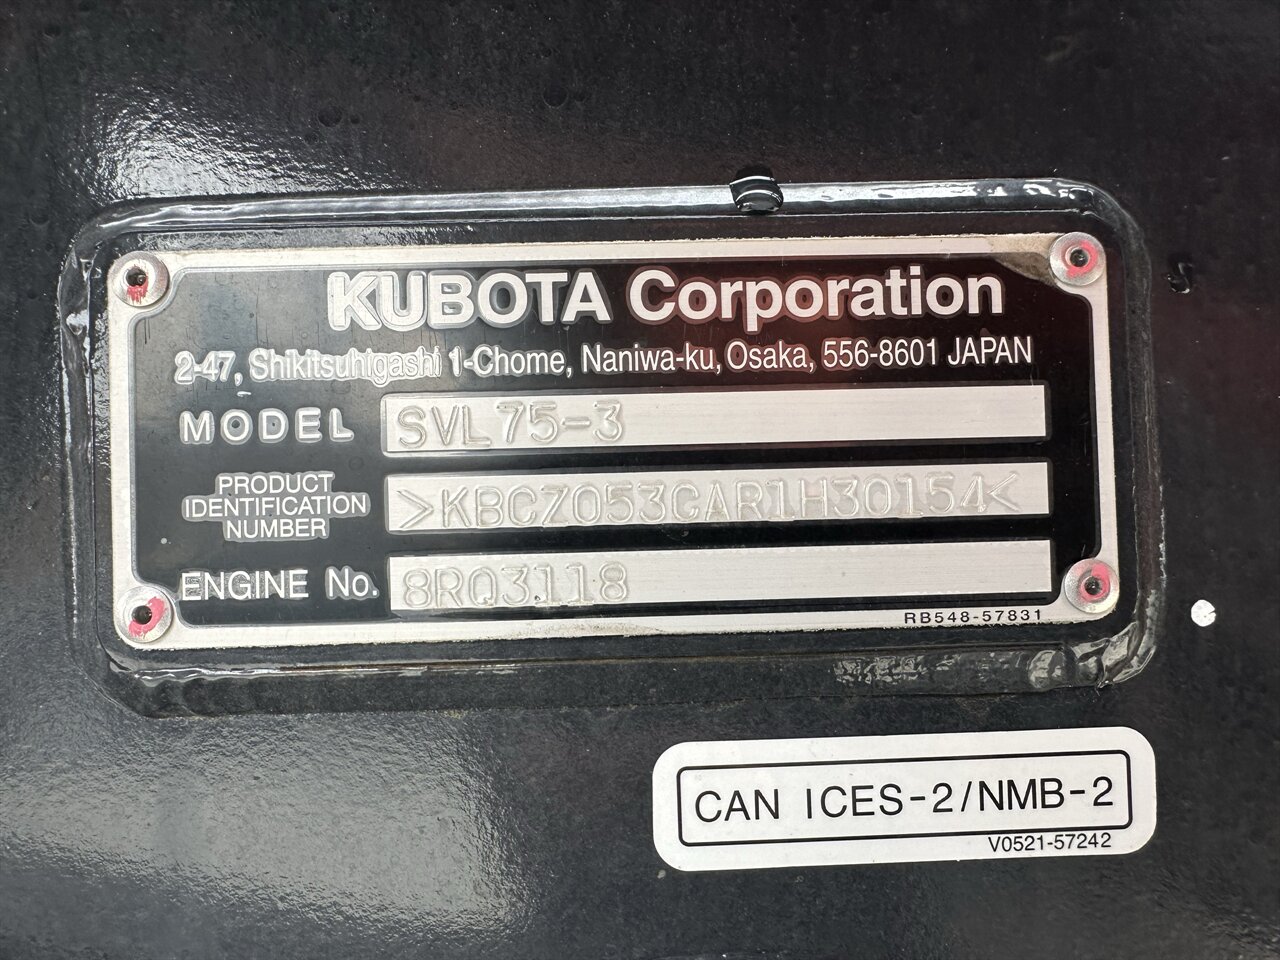 KUBOTA Corporation
2-47, Shikitsuhigashi 1-Chome, Naniwa-ku, Osaka, 556-8601 JAPAN
MODEL SVL75-3
PRODUCT
IDENTIFICATION
NUMBER
>KBCZ053CAR1H30154<
ENGINE No. 8RQ3118
RB548-57831
CAN ICES-2/NMB-2
V0521-57242